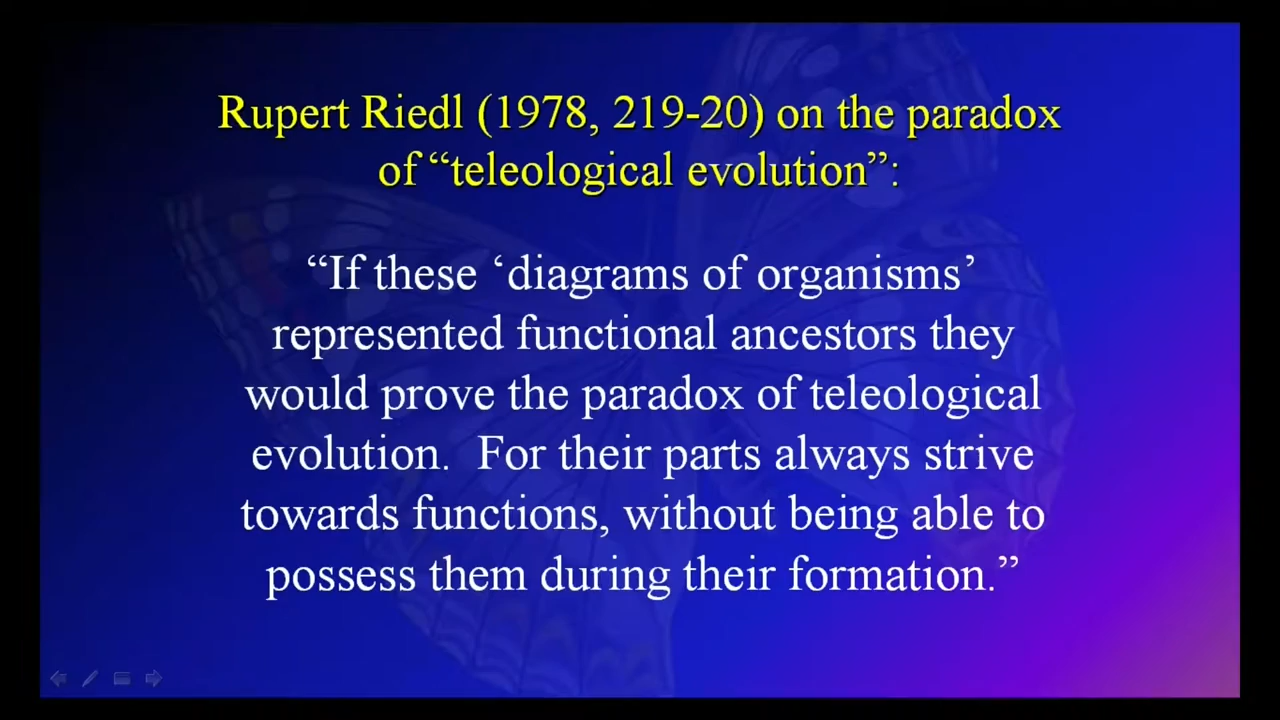 Rupert Riedl (1978, 219-20) on the paradox
of “teleological evolution”:
“If these ‘diagrams of organisms’
represented functional ancestors they
would prove the paradox of teleological
evolution.  For their parts always strive
towards functions, without being able to
possess them during their formation.”